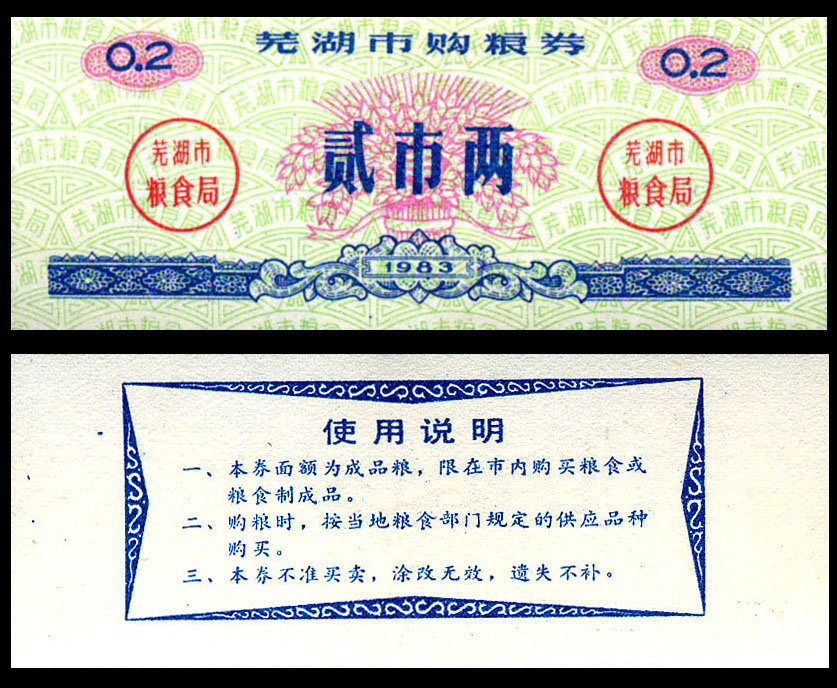 0.2 芜湖市购粮券 0.2
贰市两
芜湖市
粮食局
芜湖市
粮食局
1983
使用说明
一、本券面额为成品粮，限在市内购买粮食或
粮食制成品。
二、购粮时，按当地粮食部门规定的供应品种
购买。
三、本券不准买卖，涂改无效，遗失不补。